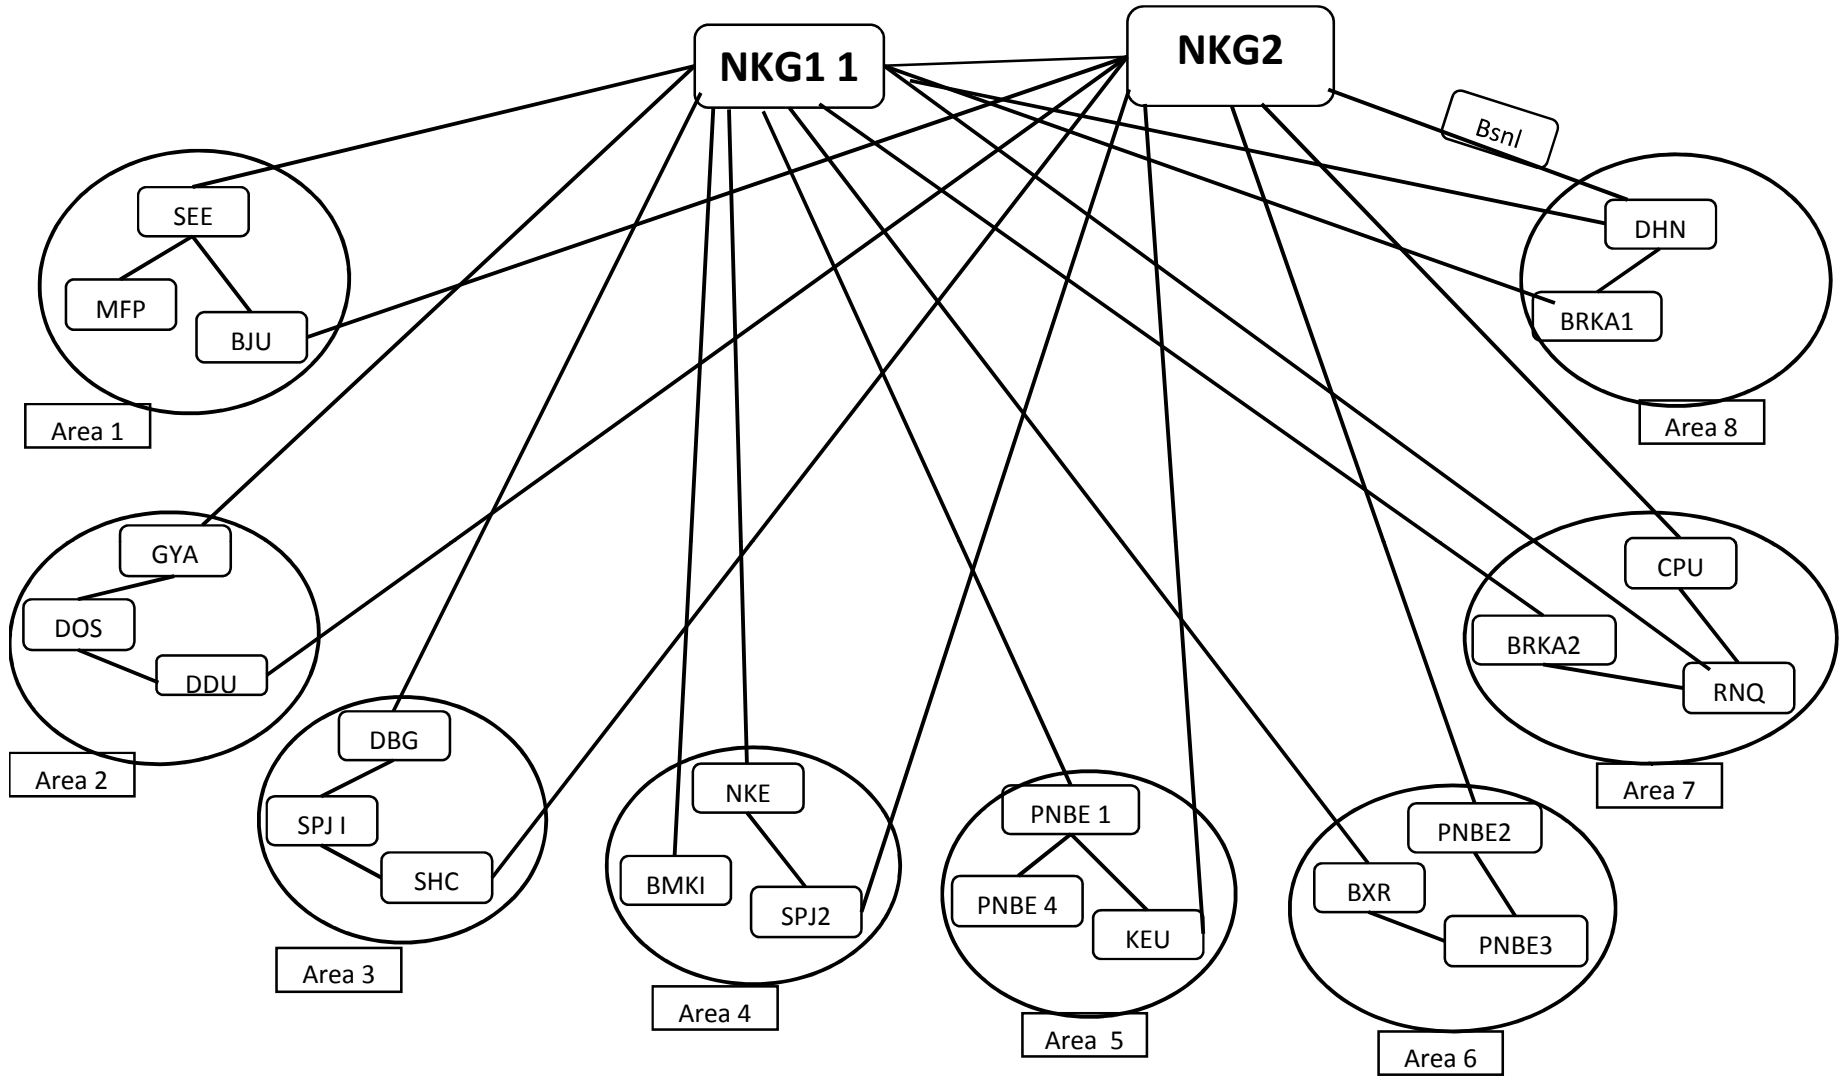 NKG1 1
NKG2
Bsnl
SEE
MFP
BJU
Area 1
DHN
BRKA1
Area 8
GYA
DOS
DDU
Area 2
CPU
BRKA2
RNQ
Area 7
DBG
SPJ I
SHC
Area 3
NKE
BMKI
SPJ2
Area 4
PNBE 1
PNBE 4
KEU
Area  5
PNBE2
BXR
PNBE3
Area 6